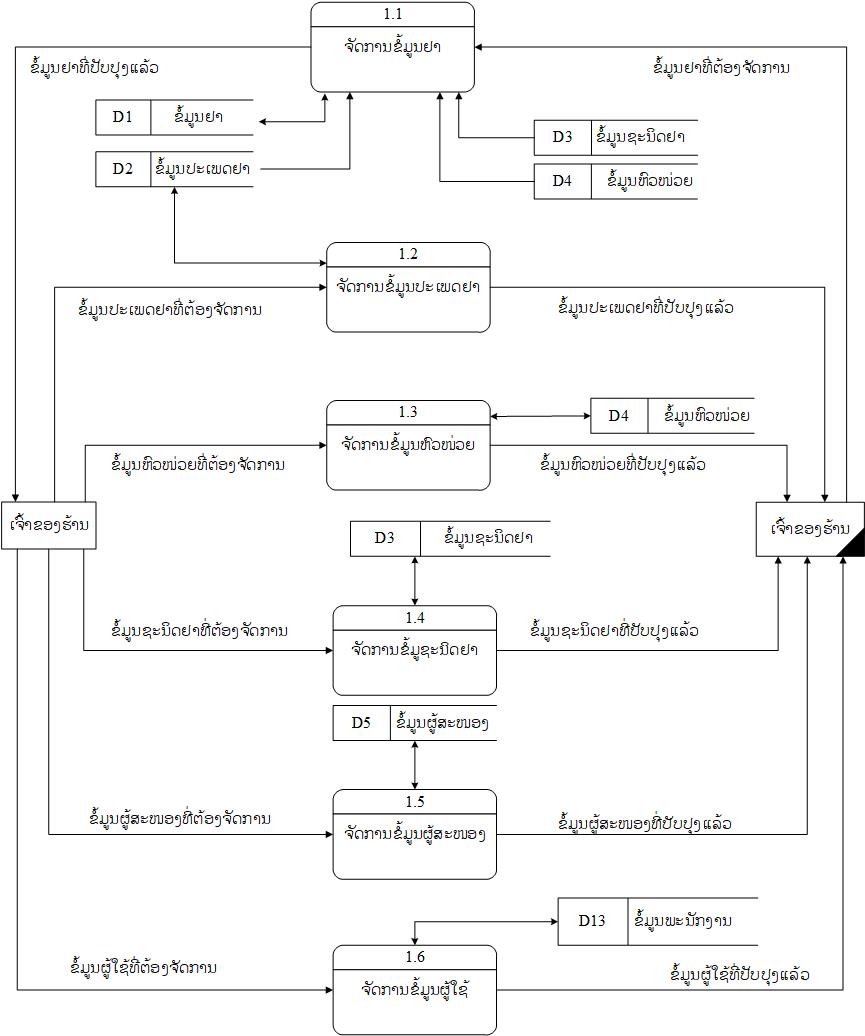 1.1
ຈັດການຂໍ້ມູນຢາ
ຂໍ້ມູນຢາທີ່ປັບປຸງແລ້ວ
ຂໍ້ມູນຢາທີ່ຕ້ອງຈັດການ
D1 ຂໍ້ມູນຢາ
D2 ຂໍ້ມູນປະເພດຢາ
D3 ຂໍ້ມູນຊະນິດຢາ
D4 ຂໍ້ມູນຫົວໜ່ວຍ
1.2
ຈັດການຂໍ້ມູນປະເພດຢາ
ຂໍ້ມູນປະເພດຢາທີ່ຕ້ອງຈັດການ
ຂໍ້ມູນປະເພດຢາທີ່ປັບປຸງແລ້ວ
1.3
ຈັດການຂໍ້ມູນຫົວໜ່ວຍ
D4 ຂໍ້ມູນຫົວໜ່ວຍ
ຂໍ້ມູນຫົວໜ່ວຍທີ່ຕ້ອງຈັດການ
ຂໍ້ມູນຫົວໜ່ວຍທີ່ປັບປຸງແລ້ວ
ເຈົ້າຂອງຮ້ານ
ເຈົ້າຂອງຮ້ານ
D3 ຂໍ້ມູນຊະນິດຢາ
1.4
ຈັດການຂໍ້ມູຊະນິດຢາ
ຂໍ້ມູນຊະນິດຢາທີ່ຕ້ອງຈັດການ
ຂໍ້ມູນຊະນິດຢາທີ່ປັບປຸງແລ້ວ
D5 ຂໍ້ມູນຜູ້ສະໜອງ
1.5
ຈັດການຂໍ້ມູນຜູ້ສະໜອງ
ຂໍ້ມູນຜູ້ສະໜອງທີ່ຕ້ອງຈັດການ
ຂໍ້ມູນຜູ້ສະໜອງທີ່ປັບປຸງແລ້ວ
D13 ຂໍ້ມູນພະນັກງານ
1.6
ຈັດການຂໍ້ມູນຜູ້ໃຊ້
ຂໍ້ມູນຜູ້ໃຊ້ທີ່ຕ້ອງຈັດການ
ຂໍ້ມູນຜູ້ໃຊ້ທີ່ປັບປຸງແລ້ວ